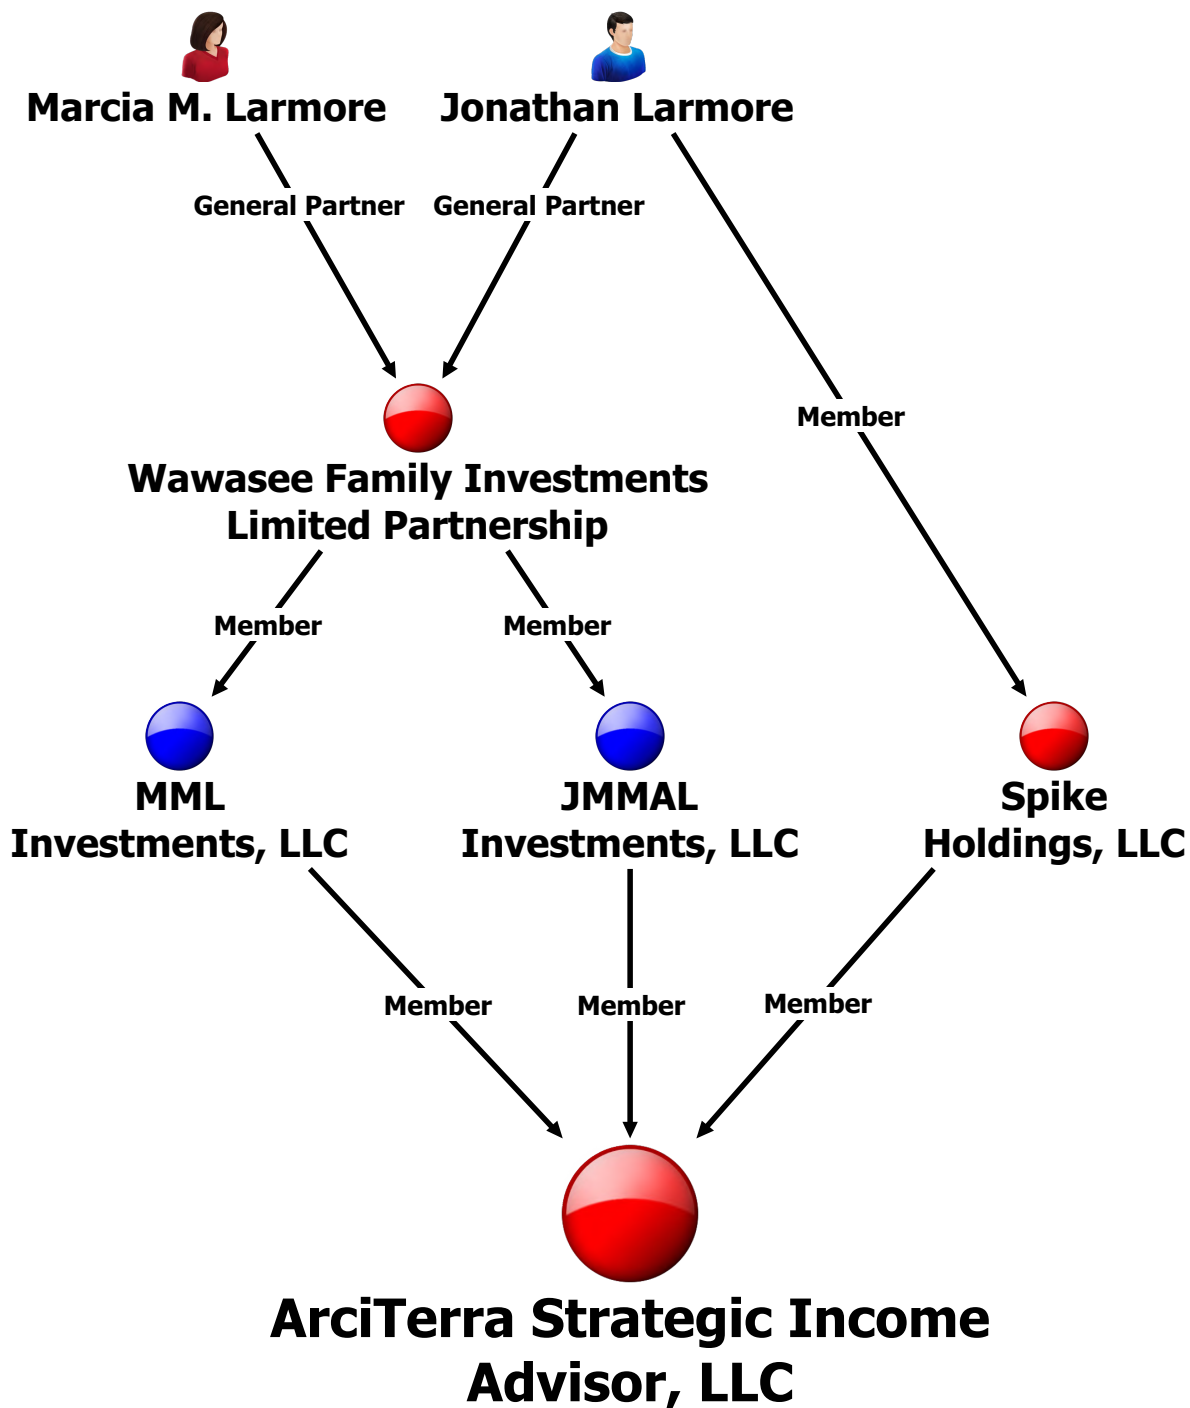 Marcia M. Larmore
Jonathan Larmore
General Partner
General Partner
Member
Wawasee Family Investments
Limited Partnership
Member
Member
MML
Investments, LLC
JMMAL
Investments, LLC
Spike
Holdings, LLC
Member
Member
Member
ArciTerra Strategic Income
Advisor, LLC